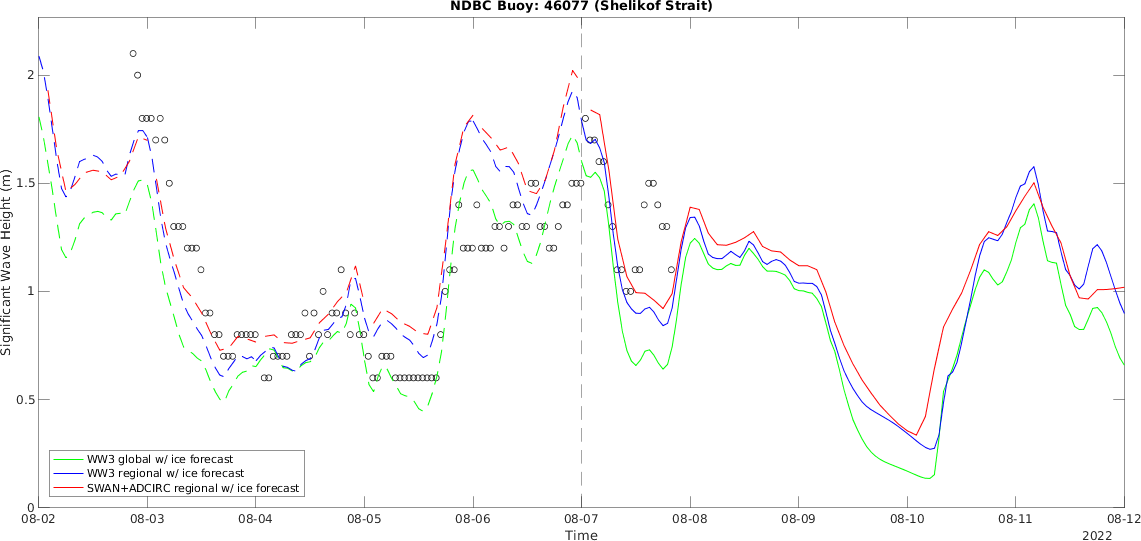 NDBC Buoy: 46077 (Shelikof Strait)
Significant Wave Height (m)
2
1.5
1
0.5
0
WW3 global w/ ice forecast
WW3 regional w/ ice forecast
SWAN+ADCIRC regional w/ ice forecast
08-02 08-03 08-04 08-05 08-06 08-07 08-08 08-09 08-10 08-11 08-12
Time
2022